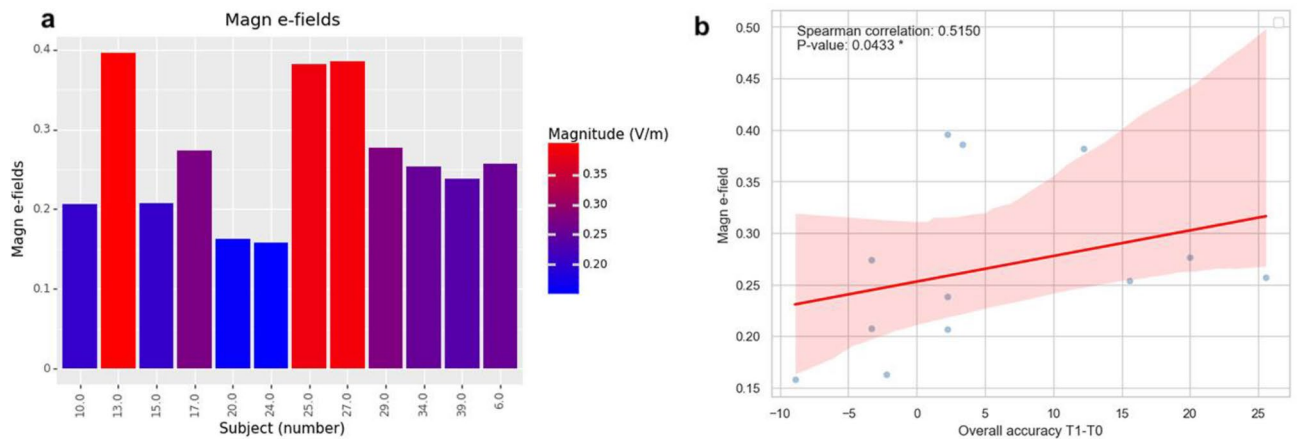 a
Magn e-fields
Magn e-fields
0.4
0.3
0.2
0.1
0
10.0 13.0 15.0 17.0 20.0 24.0 25.0 27.0 29.0 34.0 39.0 6.0
Subject (number)
Magnitude (V/m)
0.35
0.30
0.25
0.20
b
Spearman correlation: 0.5150
P-value: 0.0433 *
Magn e-field
0.50
0.45
0.40
0.35
0.30
0.25
0.20
0.15
−10 −5 0 5 10 15 20 25
Overall accuracy T1-T0